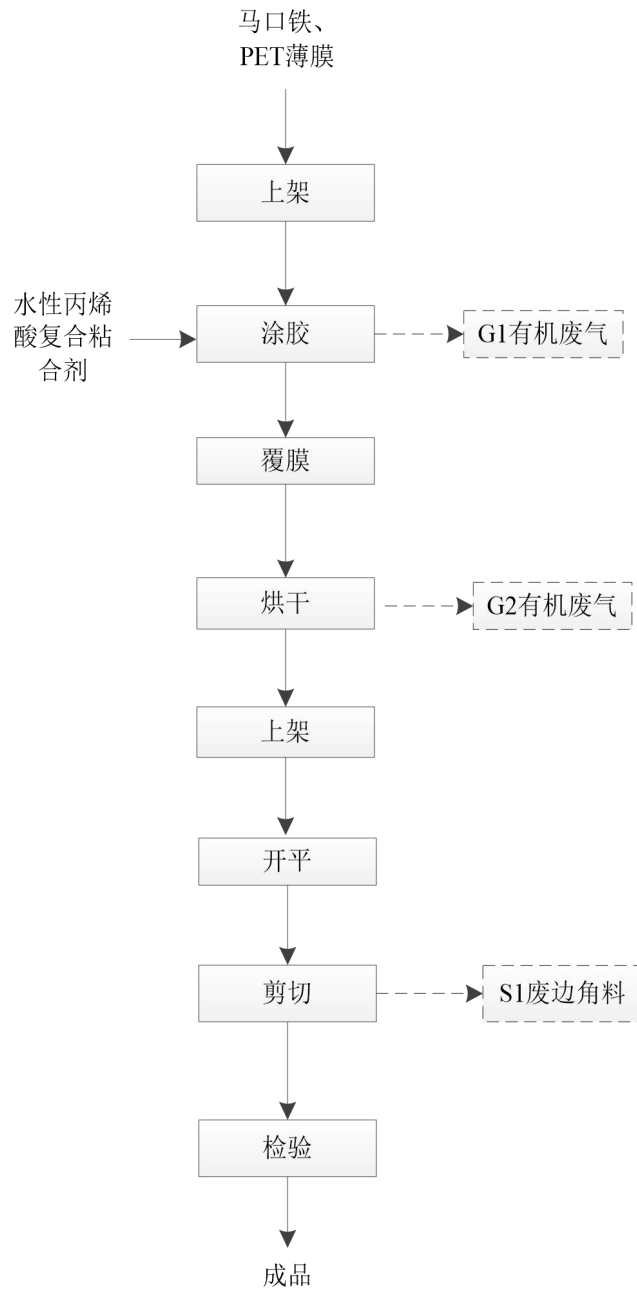 马口铁、
PET薄膜
上架
水性丙烯
酸复合粘
合剂
涂胶
G1有机废气
覆膜
烘干
G2有机废气
上架
开平
剪切
S1废边角料
检验
成品